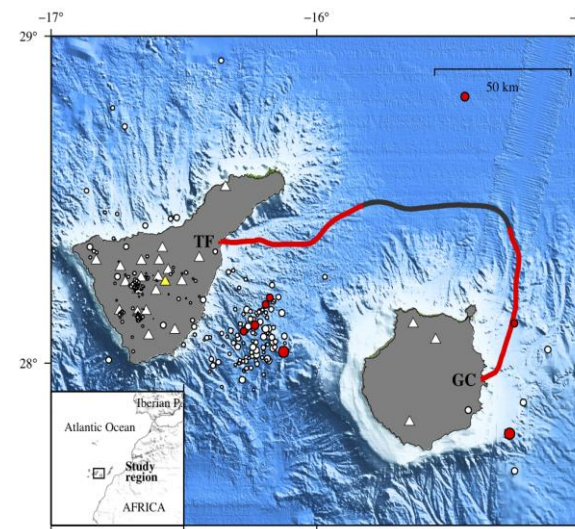 −17° −16°
29°
50 km
TF
28°
GC
Iberian P.
Atlantic Ocean
Study
region
AFRICA